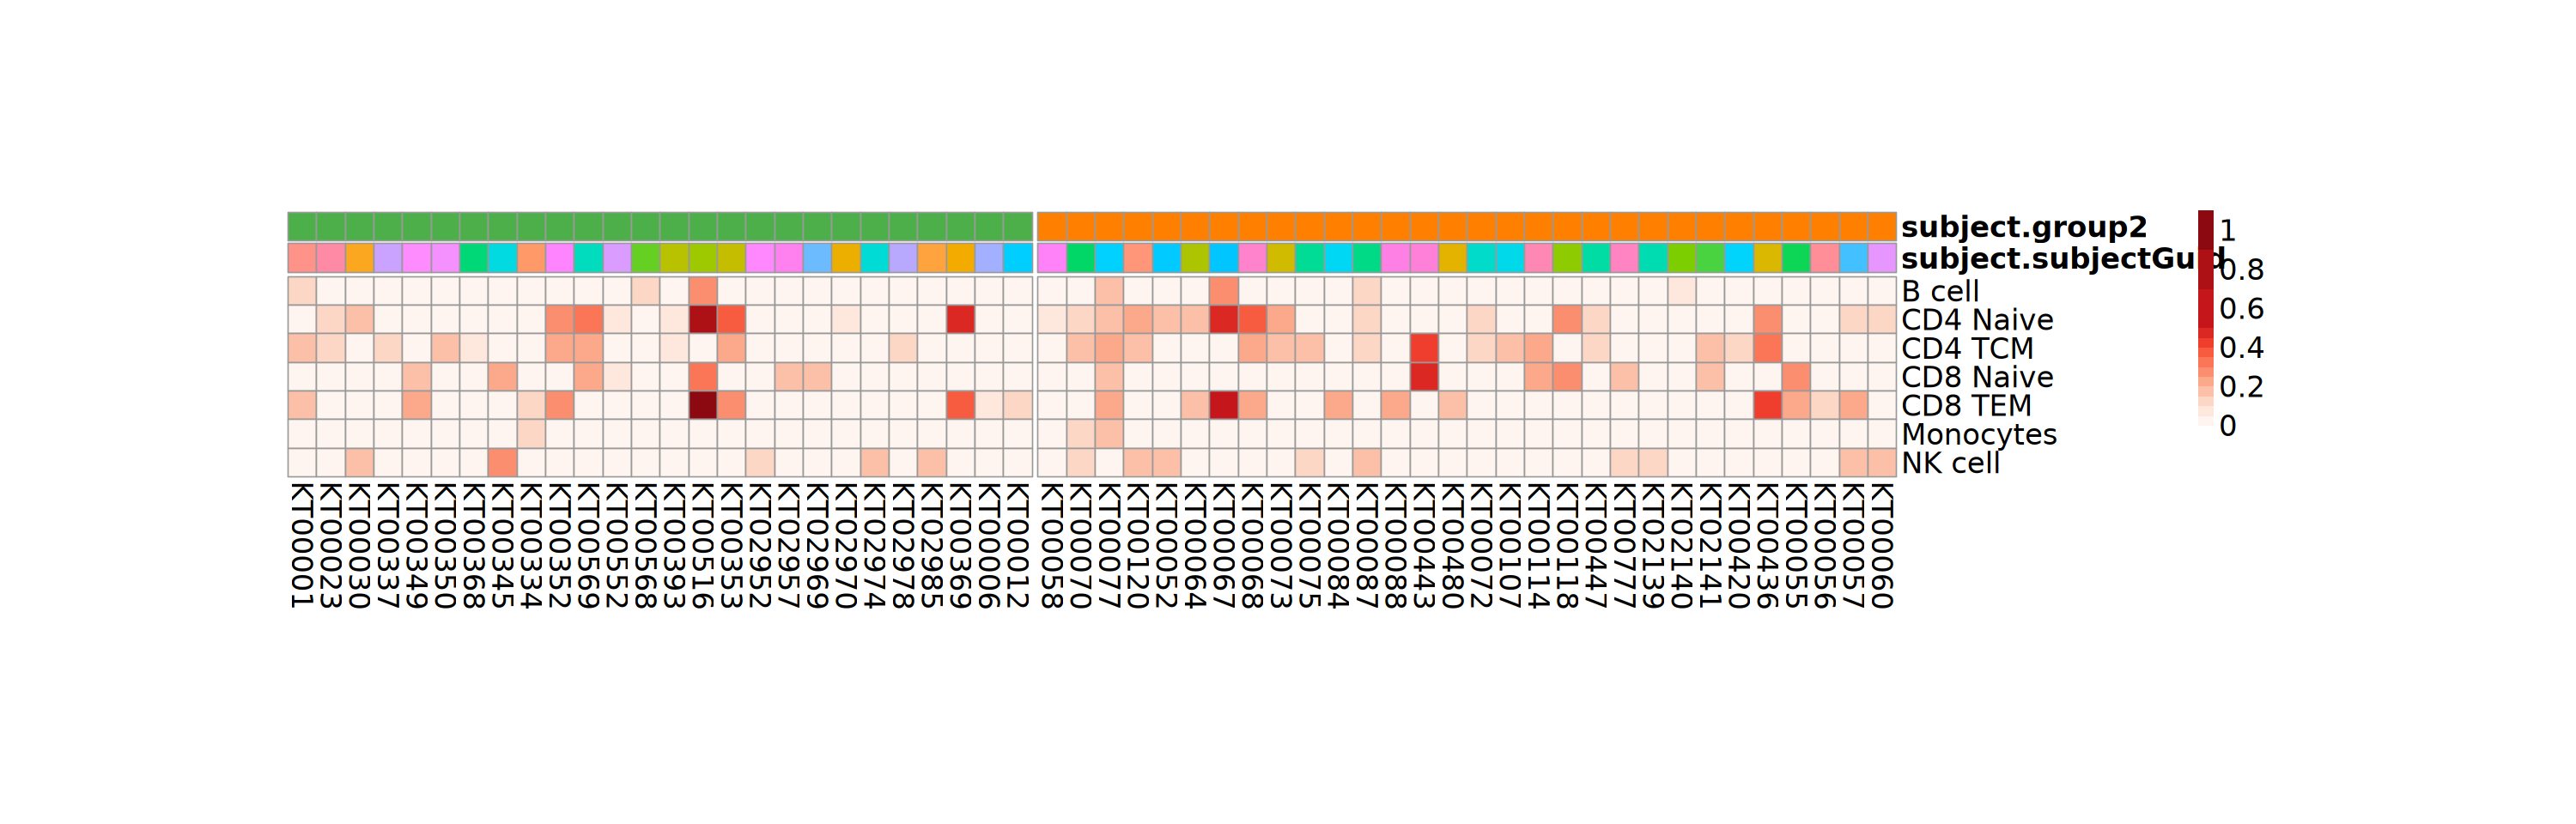 subject.group2
subject.subjectGuid
1
0.8
0.6
0.4
0.2
0
B cell
CD4 Naive
CD4 TCM
CD8 Naive
CD8 TEM
Monocytes
NK cell
KT00001
KT00023
KT00030
KT00337
KT00349
KT00350
KT00368
KT00345
KT00334
KT00352
KT00569
KT00552
KT00568
KT00393
KT00516
KT00353
KT02952
KT02957
KT02969
KT02970
KT02974
KT02978
KT02985
KT00369
KT00006
KT00012
KT00058
KT00070
KT00077
KT00120
KT00052
KT00064
KT00067
KT00068
KT00073
KT00075
KT00084
KT00087
KT00088
KT00443
KT00480
KT00072
KT00107
KT00114
KT00118
KT00447
KT00777
KT02139
KT02140
KT02141
KT00420
KT00436
KT00055
KT00056
KT00057
KT00060